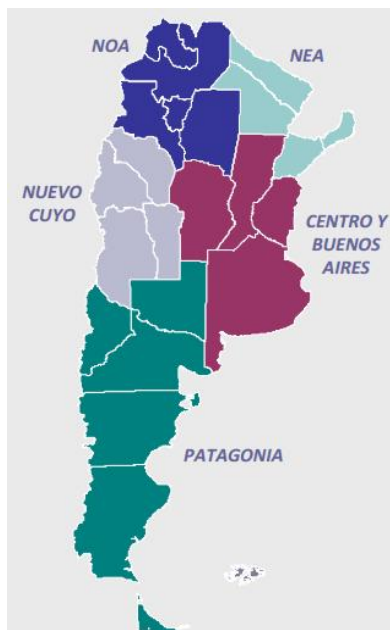 NOA
NEA
NUEVO
CUYO
CENTRO Y
BUENOS
AIRES
PATAGONIA